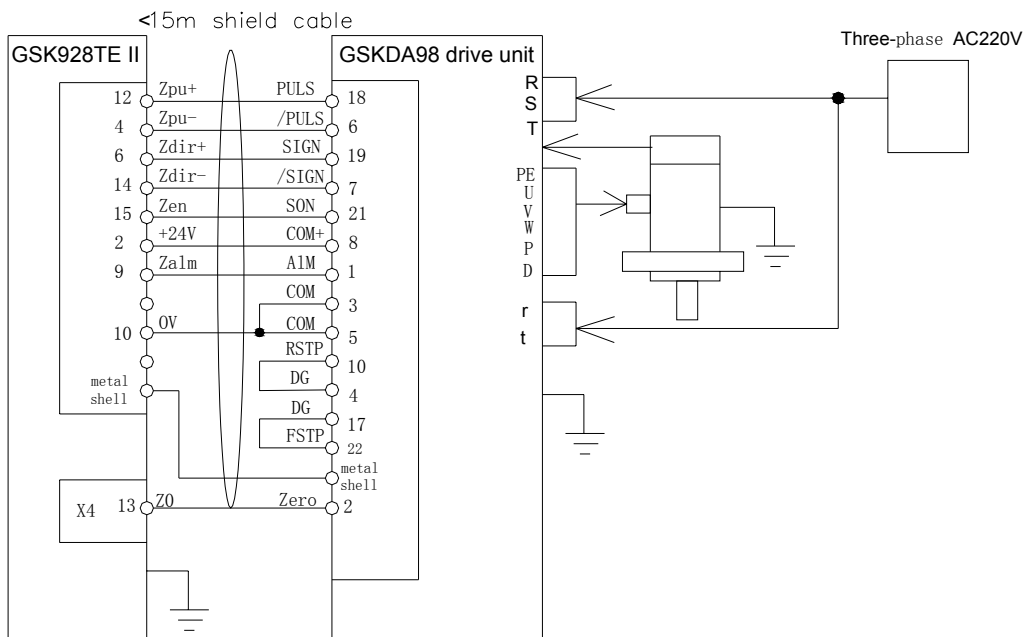 <15m shield cable
GSK928TE II
GSKDA98 drive unit
Three-phase AC220V
12 Zpu+ PULS 18
4 Zpu- /PULS 6
6 Zdir+ SIGN 19
14 Zdir- /SIGN 7
15 Zen SON 21
2 +24V COM+ 8
9 Zalm AlM 1
COM 3
10 0V COM 5
RSTP 10
DG 4
DG 17
FSTP 22
metal
shell
metal
shell
X4 13 Z0 Zero 2
R
S
T
PE
U
V
W
P
D
r
t